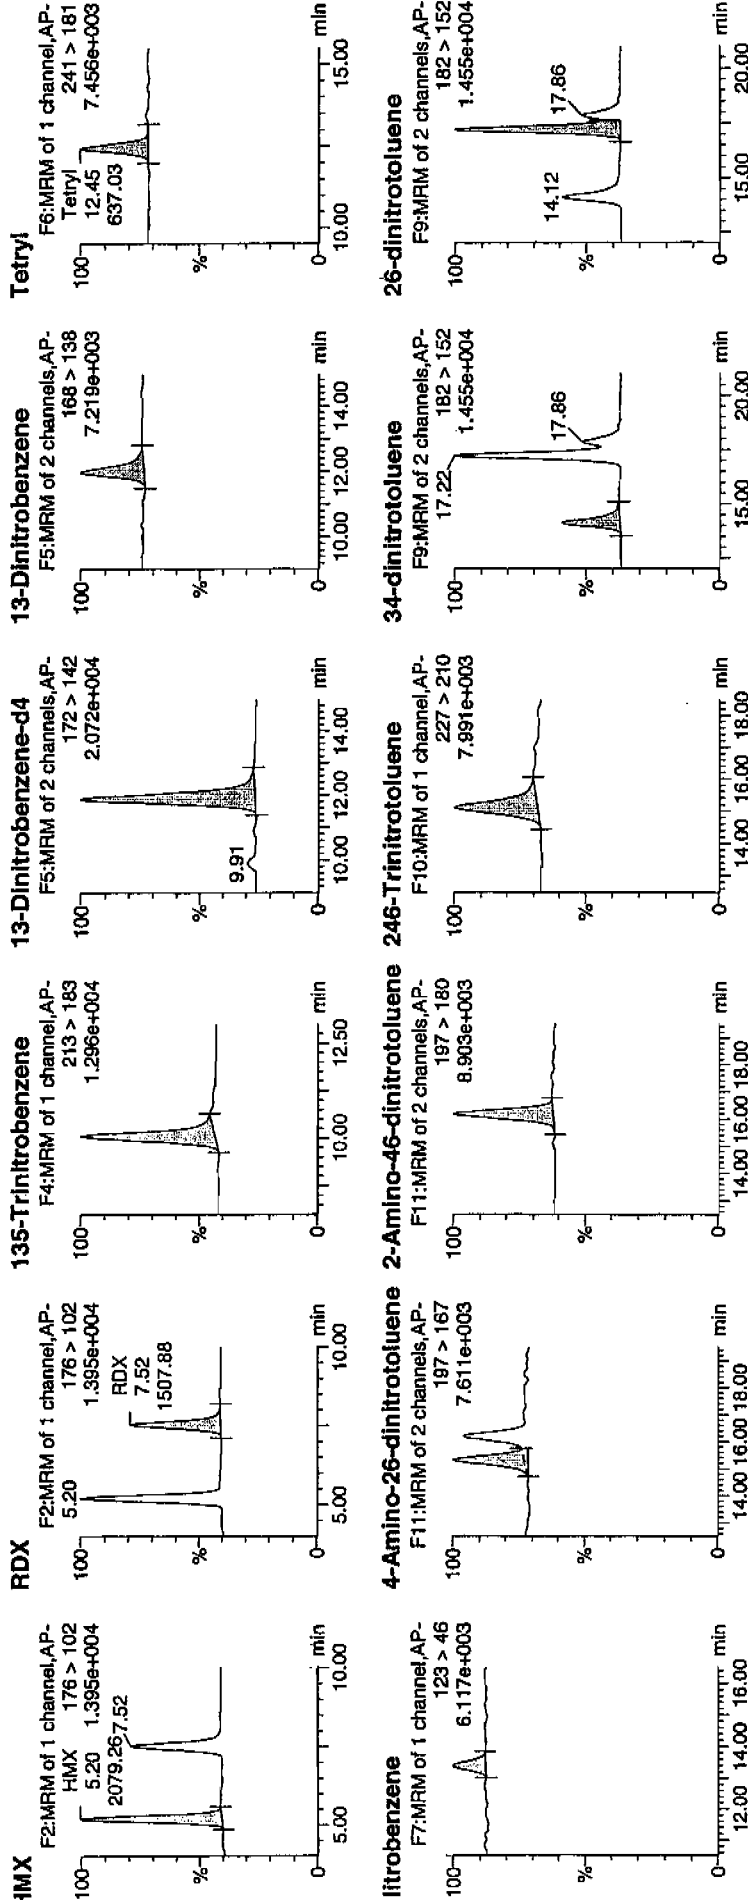 HMX
F2:MRM of 1 channel,AP-
HMX 176 > 102
5.20 1.395e+004
2079.26
7.52
100
%
0
5.00 10.00 min
RDX
F2:MRM of 1 channel,AP-
5.20 176 > 102
1.395e+004
RDX
7.52
1507.88
100
%
0
5.00 10.00 min
135-Trinitrobenzene
F4:MRM of 1 channel,AP-
213 > 183
1.296e+004
100
%
0
10.00 12.50 min
13-Dinitrobenzene-d4
F5:MRM of 2 channels,AP-
172 > 142
2.072e+004
9.91
100
%
0
10.00 12.00 14.00 min
13-Dinitrobenzene
F5:MRM of 2 channels,AP-
168 > 138
7.219e+003
100
%
0
10.00 12.00 14.00 min
Tetryl
F6:MRM of 1 channel,AP-
Tetryl 241 > 181
12.45 7.456e+003
637.03
100
%
0
10.00 15.00 min
litrobenzene
F7:MRM of 1 channel,AP-
123 > 46
6.117e+003
100
%
0
12.00 14.00 16.00 min
4-Amino-26-dinitrotoluene
F11:MRM of 2 channels,AP-
197 > 167
7.611e+003
100
%
0
14.00 16.00 18.00 min
2-Amino-46-dinitrotoluene
F11:MRM of 2 channels,AP-
197 > 180
8.903e+003
100
%
0
14.00 16.00 18.00 min
246-Trinitrotoluene
F10:MRM of 1 channel,AP-
227 > 210
7.991e+003
100
%
0
14.00 16.00 18.00 min
34-dinitrotoluene
F9:MRM of 2 channels,AP-
17.22 182 > 152
1.455e+004
17.86
100
%
0
15.00 20.00 min
26-dinitrotoluene
F9:MRM of 2 channels,AP-
182 > 152
1.455e+004
14.12
17.86
100
%
0
15.00 20.00 min